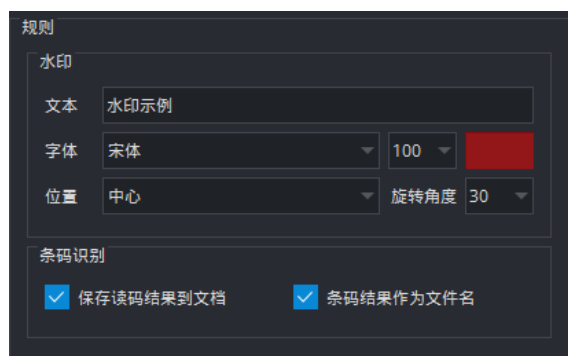 规则
水印
文本 水印示例
字体 宋体 100
位置 中心 旋转角度 30
条码识别
保存读码结果到文档 条码结果作为文件名